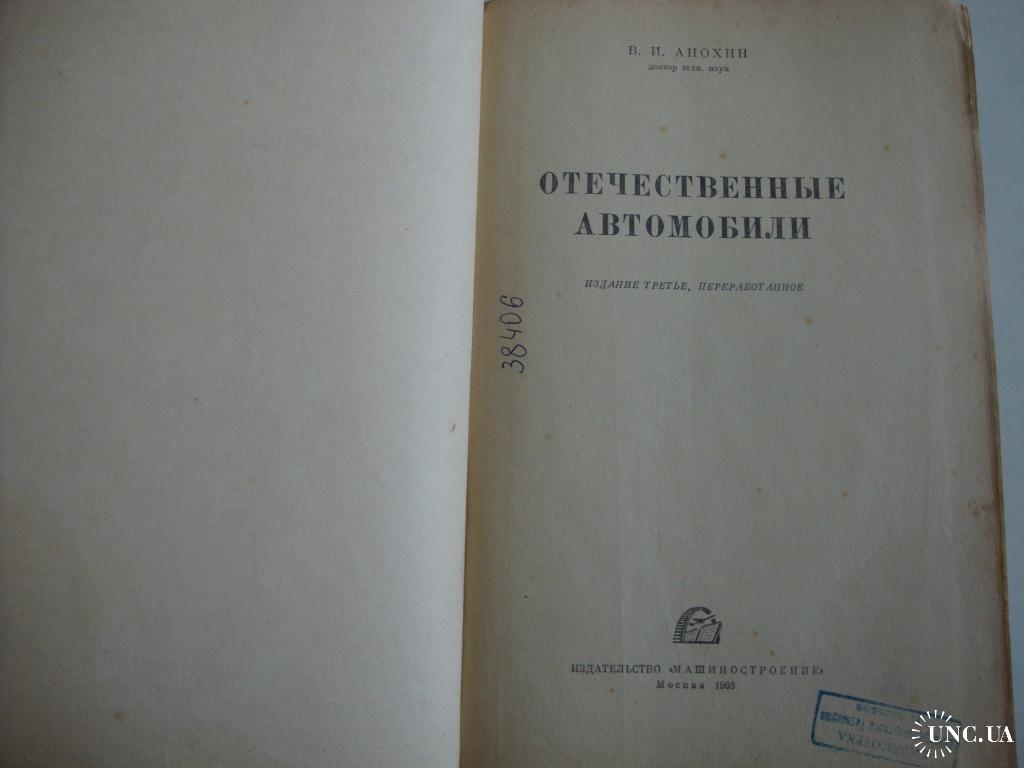 В. И. АНОХИН
доктор техн. наук
ОТЕЧЕСТВЕННЫЕ
АВТОМОБИЛИ
ИЗДАНИЕ ТРЕТЬЕ, ПЕРЕРАБОТАННОЕ
38406
ИЗДАТЕЛЬСТВО «МАШИНОСТРОЕНИЕ»
Москва 1968
UNC.UA